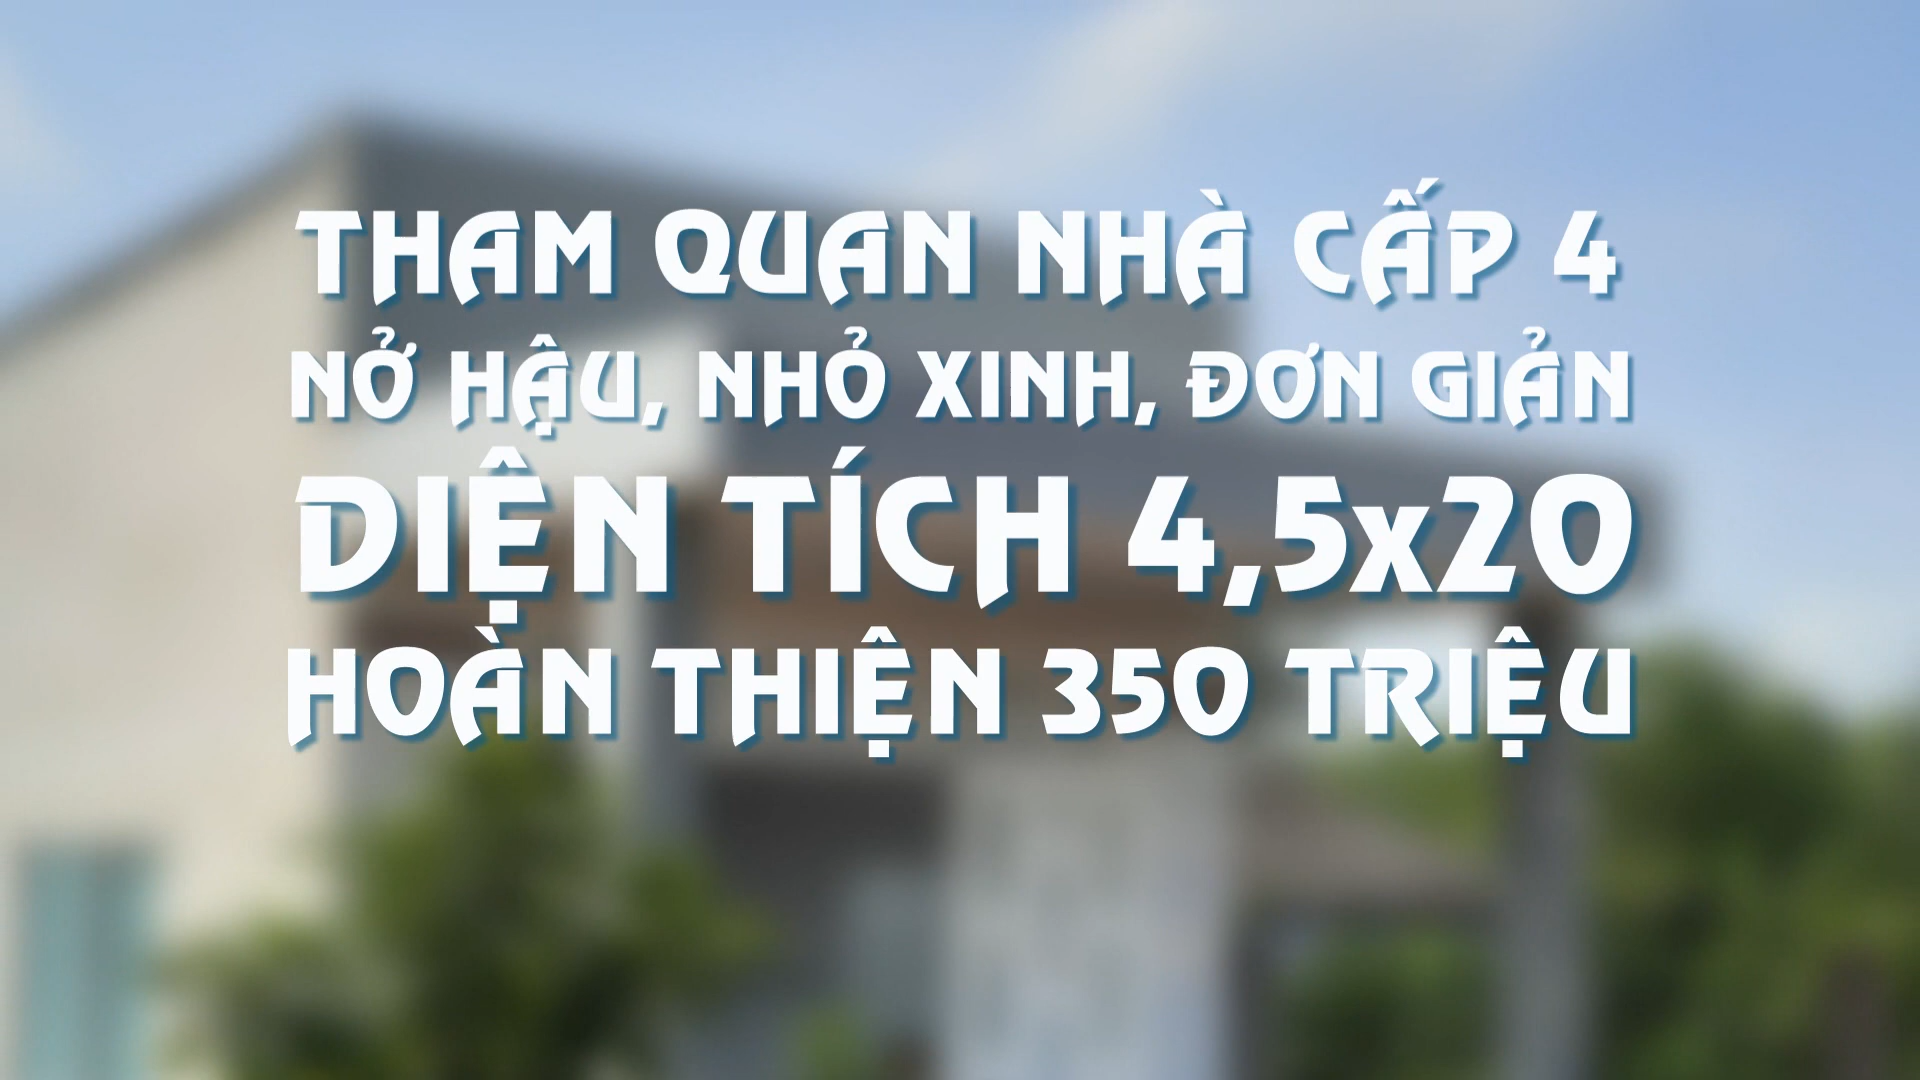 THAM QUAN NHÀ CẤP 4
NỞ HẬU, NHỎ XINH, ĐƠN GIẢN
DIỆN TÍCH 4,5x20
HOÀN THIỆN 350 TRIỆU